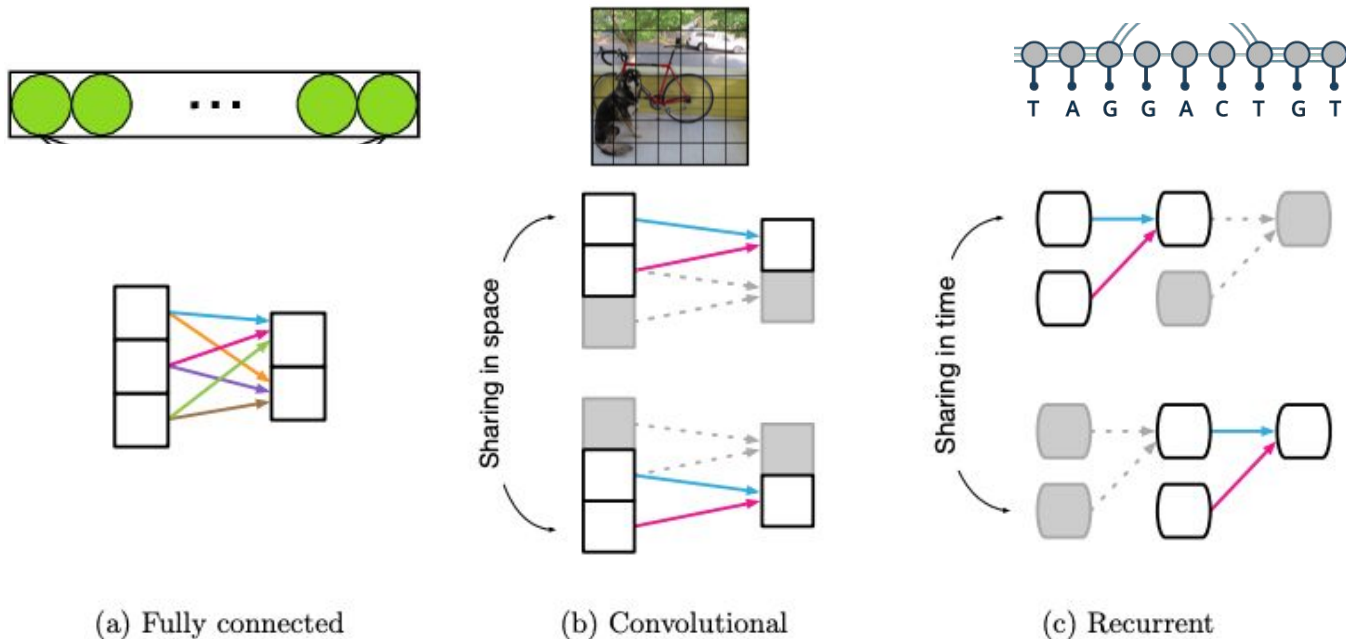 ...
T A G G A C T G T
Sharing in space
Sharing in time
(a) Fully connected
(b) Convolutional
(c) Recurrent